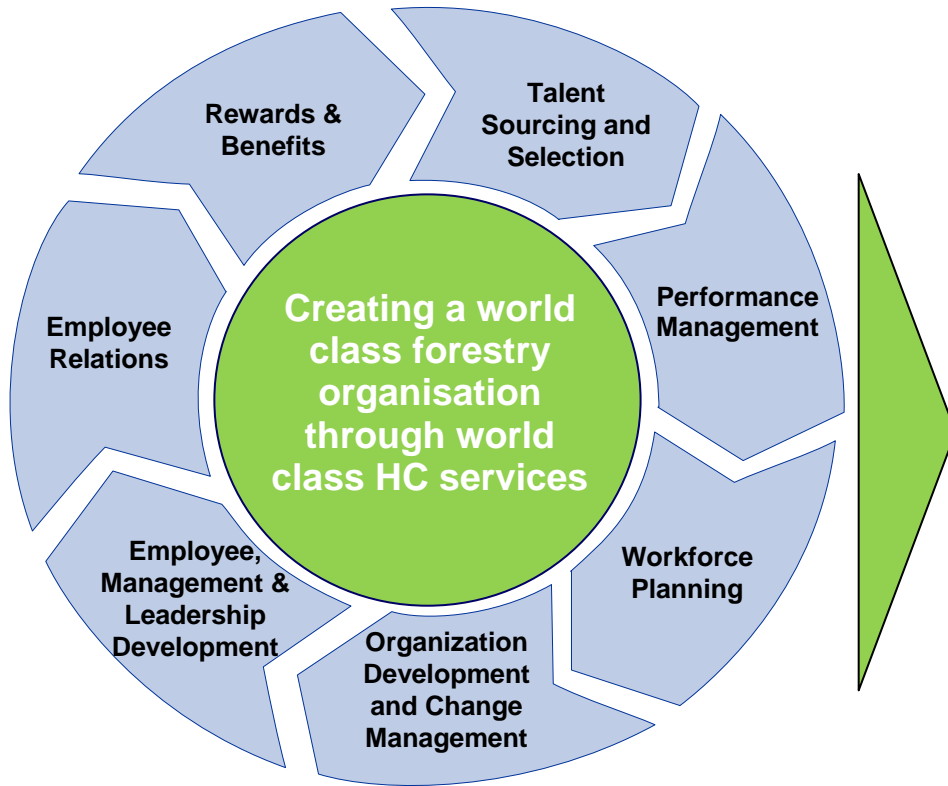 Rewards &
Benefits
Talent
Sourcing and
Selection
Performance
Management
Workforce
Planning
Organization
Development
and Change
Management
Employee,
Management &
Leadership
Development
Employee
Relations
Creating a world
class forestry
organisation
through world
class HC services